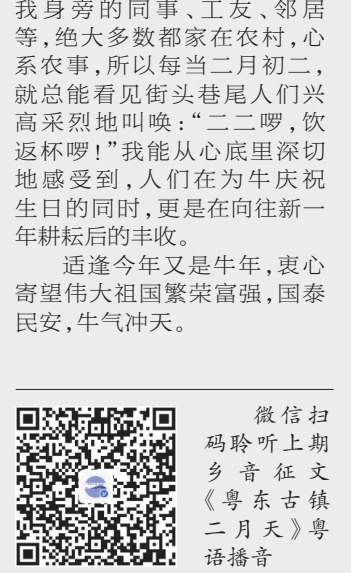 我身旁的同事、工友、邻居
等,绝大多数都家在农村,心
系农事,所以每当二月初二,
就总能看见街头巷尾人们兴
高采烈地叫唤:“二二啰,饮
返杯啰!”我能从心底里深切
地感受到,人们在为牛庆祝
生日的同时,更是在向往新一
年耕耘后的丰收。
适逢今年又是牛年,衷心
寄望伟大祖国繁荣富强,国泰
民安,牛气冲天。
微信扫
码聆听上期
乡音征文
《粤东古镇
二月天》粤
语播音